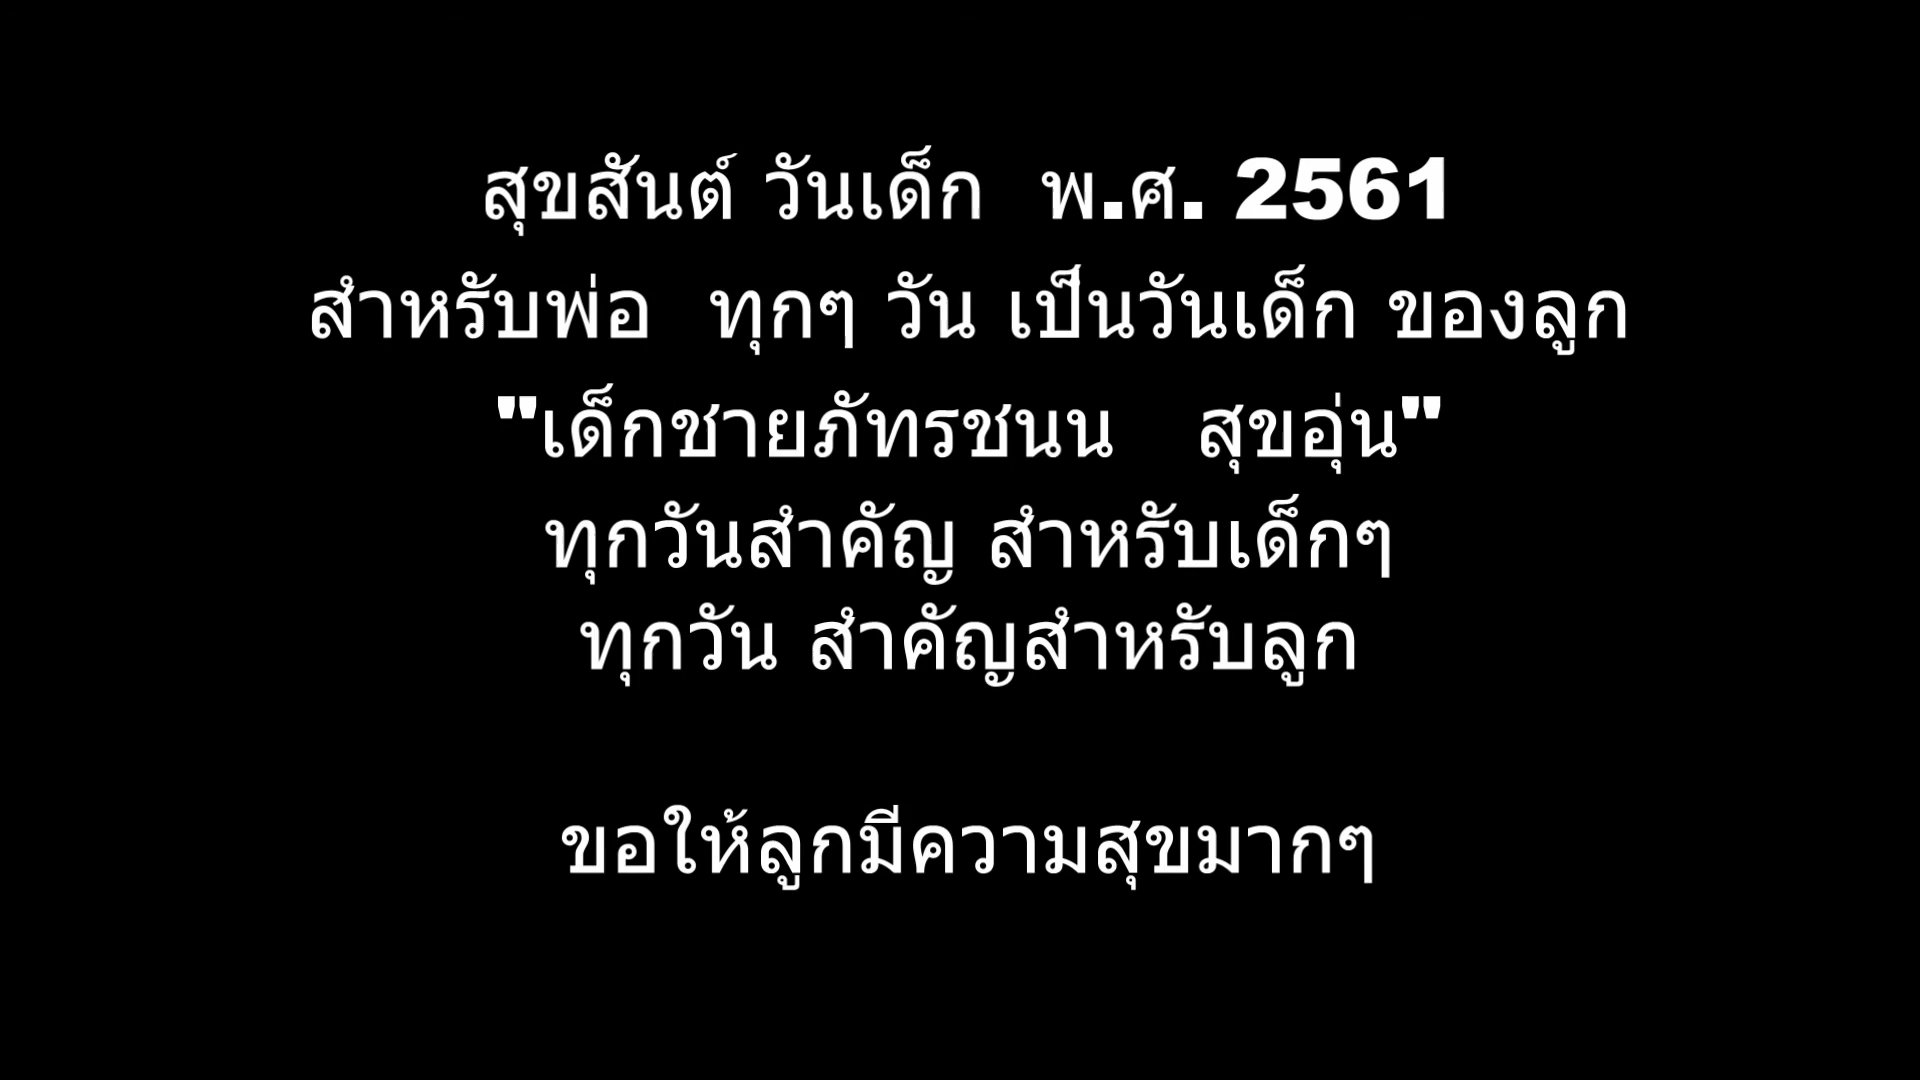 สุขสันต์ วันเด็ก พ.ศ. 2561
สำหรับพ่อ ทุกๆ วัน เป็นวันเด็ก ของลูก
"เด็กชายภัทรชนน สุขอุ่น"
ทุกวันสำคัญ สำหรับเด็กๆ
ทุกวัน สำคัญสำหรับลูก
ขอให้ลูกมีความสุขมากๆ